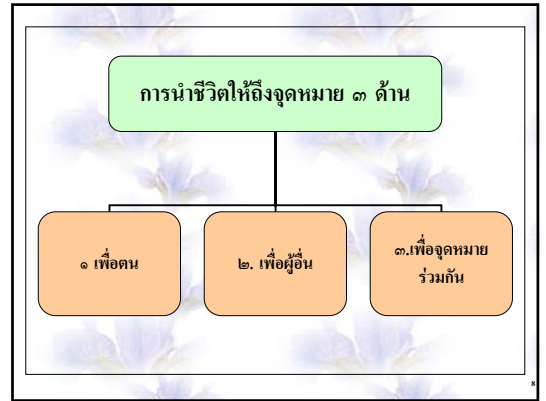 การนำชีวิตให้ถึงจุดหมาย ๓ ด้าน
๑ เพื่อตน
๒. เพื่อผู้อื่น
๓.เพื่อจุดหมาย
ร่วมกัน
8